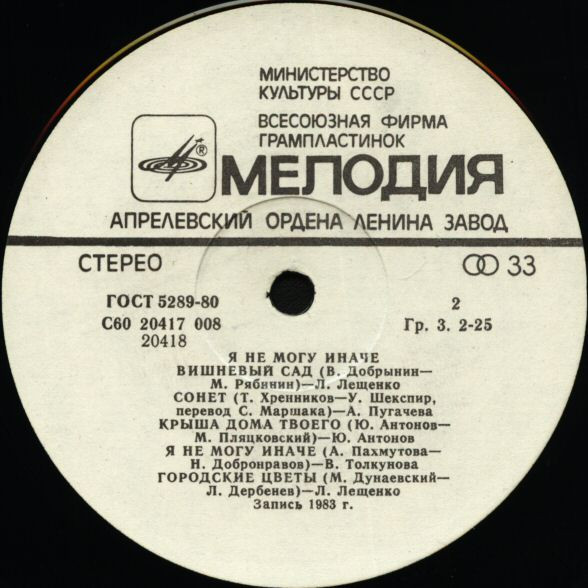 МИНИСТЕРСТВО
КУЛЬТУРЫ СССР
ВСЕСОЮЗНАЯ ФИРМА
ГРАМПЛАСТИНОК
®
МЕЛОДИЯ
АПРЕЛЕВСКИЙ ОРДЕНА ЛЕНИНА ЗАВОД
СТЕРЕО 33
ГОСТ 5289-80 2
С60 20417 008 Гр. 3. 2-25
20418
Я НЕ МОГУ ИНАЧЕ
ВИШНЕВЫЙ САД (В. Добрынин—
М. Рябинин)—Л. Лещенко
СОНЕТ (Т. Хренников—У. Шекспир,
перевод С. Маршака)—А. Пугачева
КРЫША ДОМА ТВОЕГО (Ю. Антонов—
М. Пляцковский)—Ю. Антонов
Я НЕ МОГУ ИНАЧЕ (А. Пахмутова—
Н. Добронравов)—В. Толкунова
ГОРОДСКИЕ ЦВЕТЫ (М. Дунаевский—
Л. Дербенев)—Л. Лещенко
Запись 1983 г.